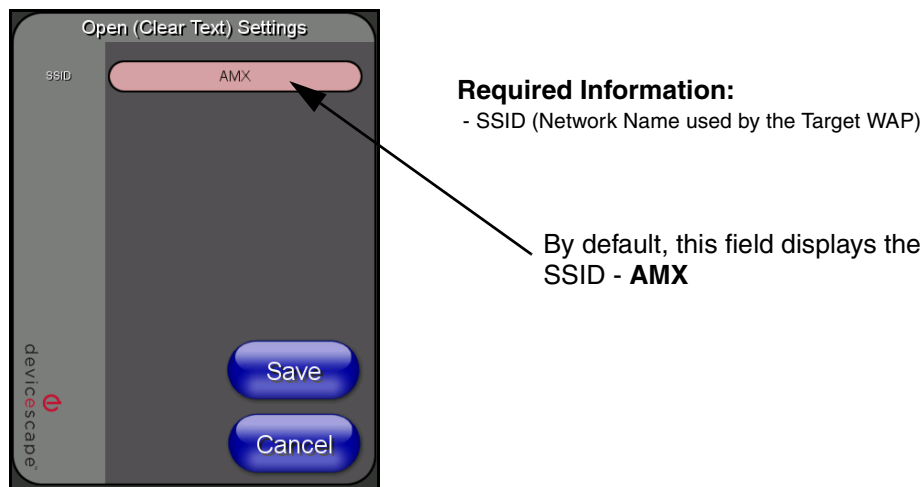 Open (Clear Text) Settings
SSID
AMX
Required Information:
- SSID (Network Name used by the Target WAP)
By default, this field displays the
SSID - AMX
Save
Cancel
devicescape
e